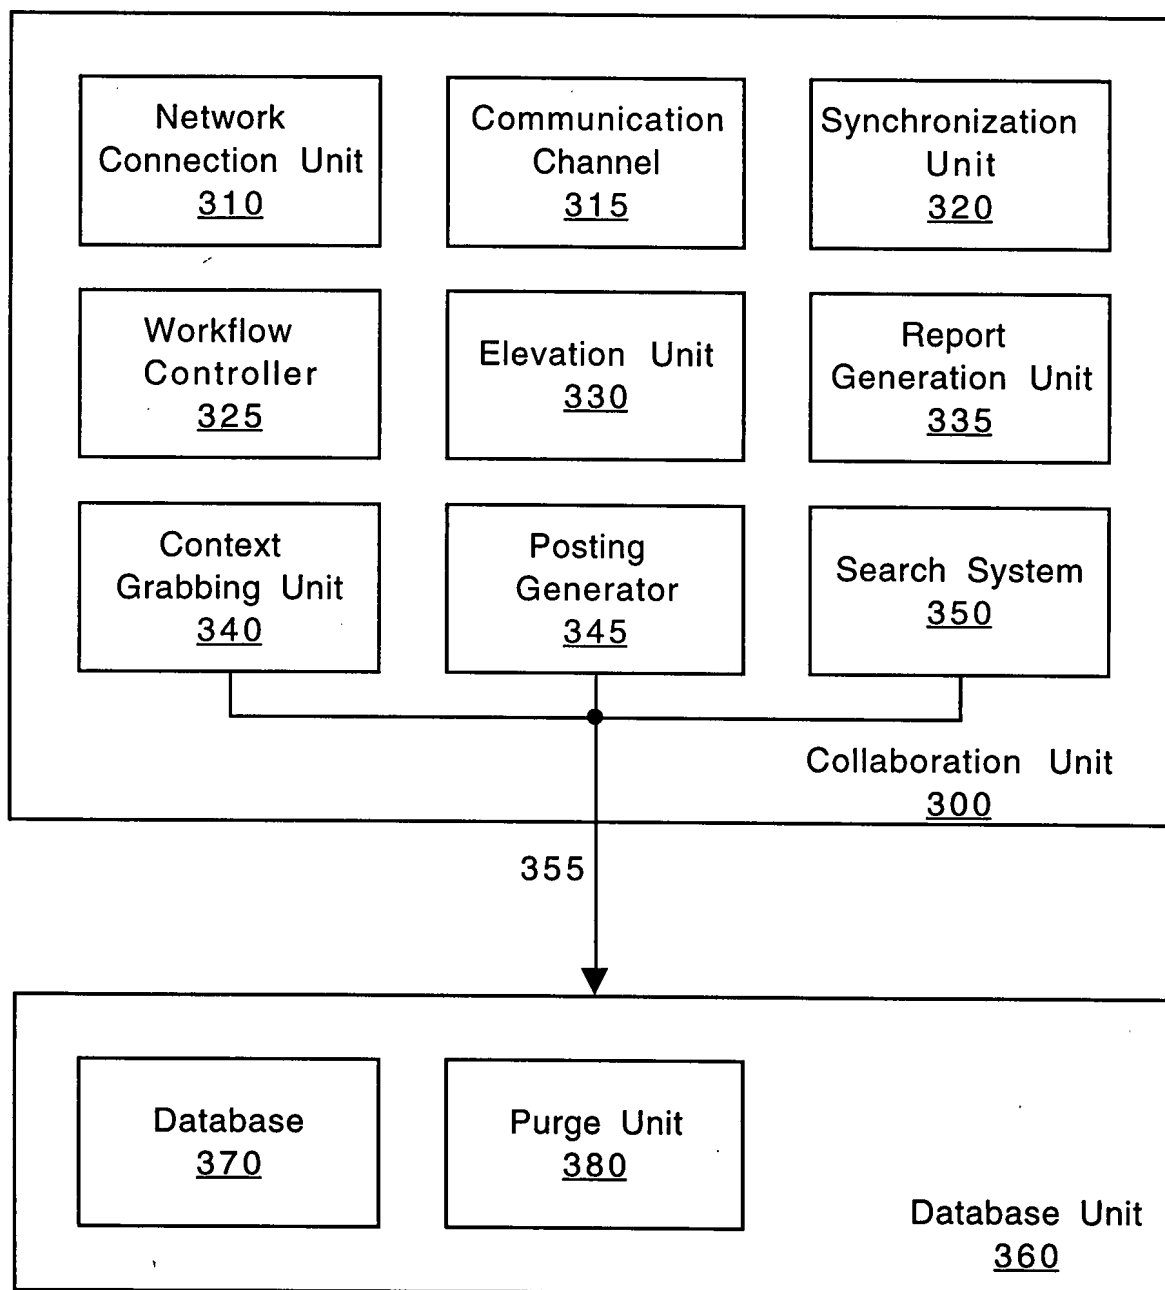 Network
Connection Unit
310
Communication
Channel
315
Synchronization
Unit
320
Workflow
Controller
325
Elevation Unit
330
Report
Generation Unit
335
Context
Grabbing Unit
340
Posting
Generator
345
Search System
350
Collaboration Unit
300
355
Database
370
Purge Unit
380
Database Unit
360